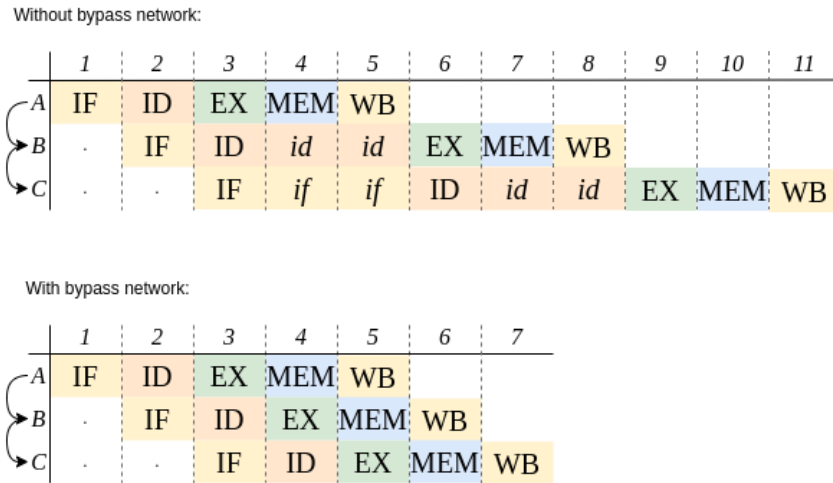 Without bypass network:
1 2 3 4 5 6 7 8 9 10 11
A IF ID EX MEM WB
B . IF ID id id EX MEM WB
C . . IF if if ID id id EX MEM WB
With bypass network:
1 2 3 4 5 6 7
A IF ID EX MEM WB
B . IF ID EX MEM WB
C . . IF ID EX MEM WB